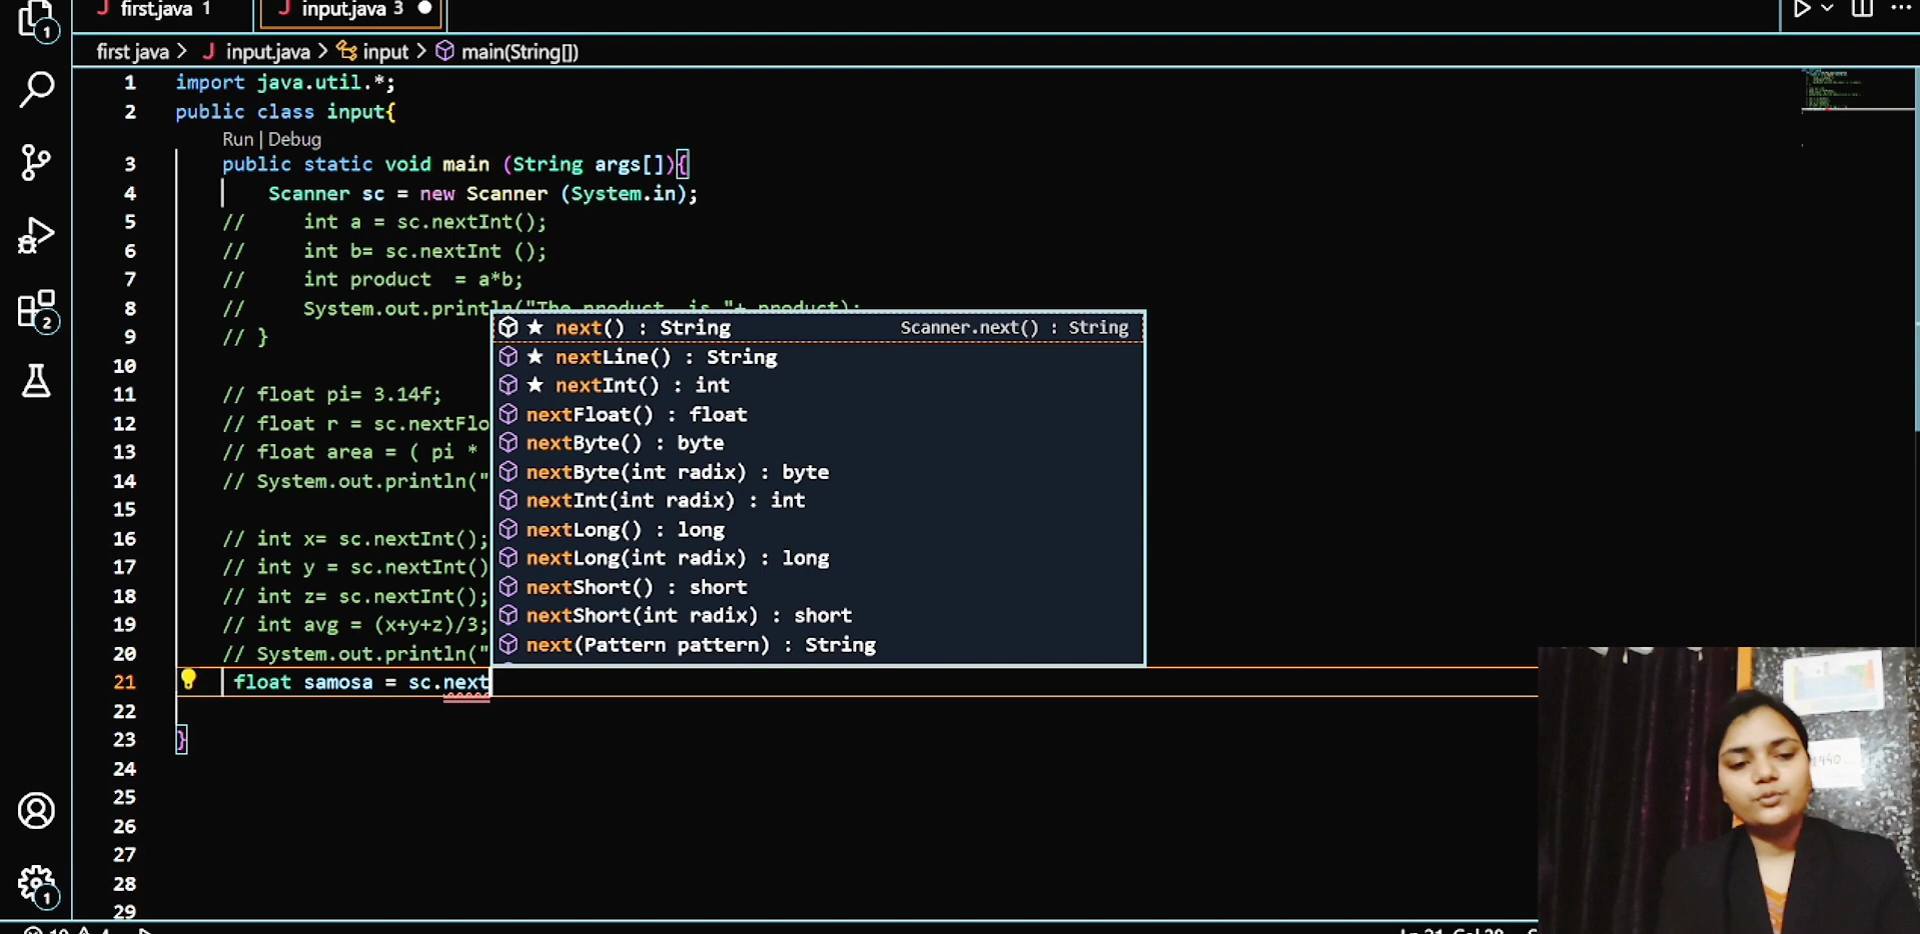 first.java 1
input.java 3
first.java > input.java > input > main(String[])
1 import java.util.*;
2 public class input{
Run | Debug
3 public static void main (String args[]){
4 Scanner sc = new Scanner (System.in);
5 // int a = sc.nextInt();
6 // int b= sc.nextInt ();
7 // int product = a*b;
8 // System.out.println("The product is "+ product);
9 // }
10
11 // float pi= 3.14f;
12 // float r = sc.nextFlo
13 // float area = ( pi *
14 // System.out.println("
15
16 // int x= sc.nextInt();
17 // int y = sc.nextInt()
18 // int z= sc.nextInt();
19 // int avg = (x+y+z)/3;
20 // System.out.println("
21 float samosa = sc.next
22
23 }
24
25
26
27
28
29
next() : String Scanner.next() : String
nextLine() : String
nextInt() : int
nextFloat() : float
nextByte() : byte
nextByte(int radix) : byte
nextInt(int radix) : int
nextLong() : long
nextLong(int radix) : long
nextShort() : short
nextShort(int radix) : short
next(Pattern pattern) : String
1
2
1